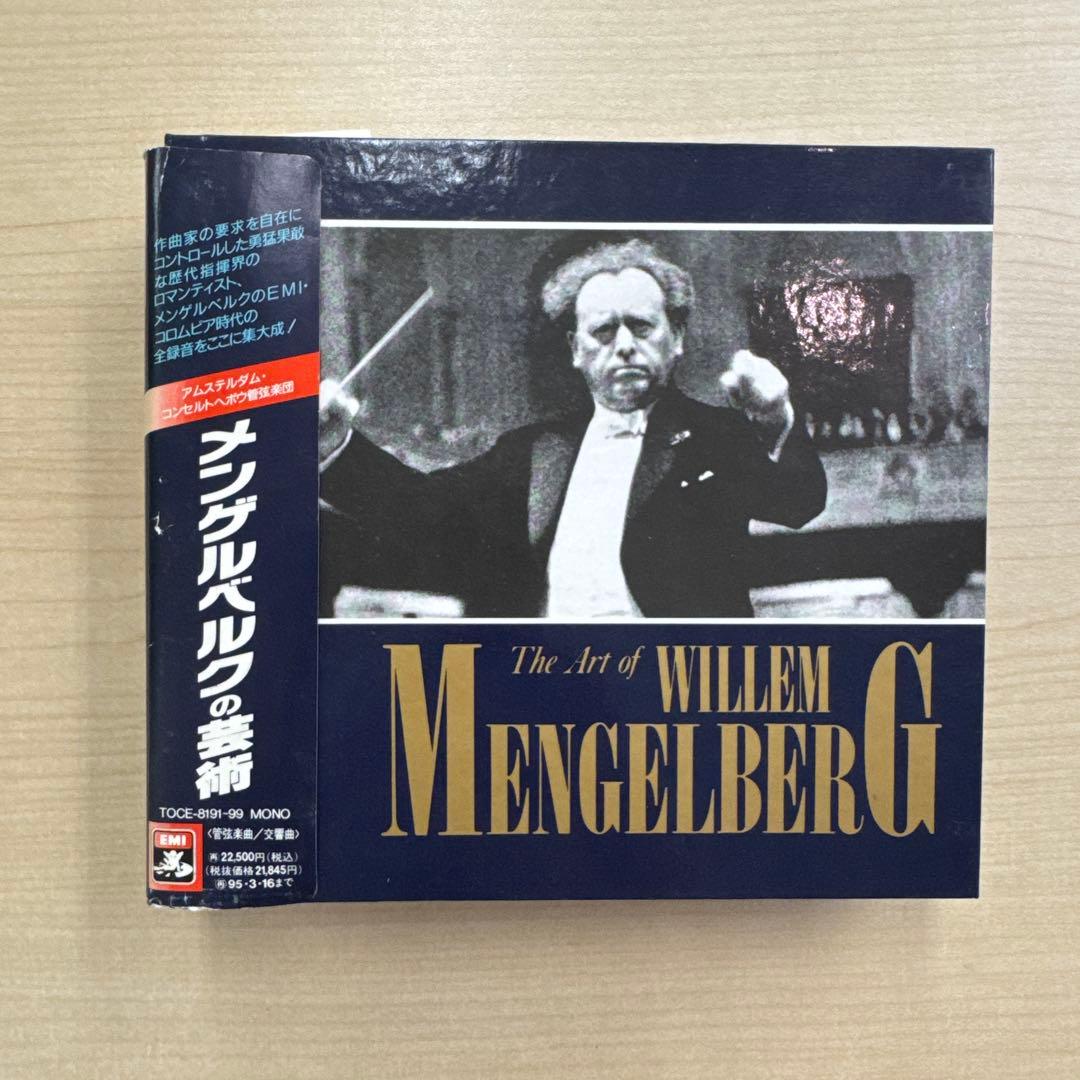 作曲家の要求を自在に
コントロールした勇猛果敢
な歴代指揮界の
ロマンティスト、
メンゲルベルクのEMI・
コロムビア時代の
全録音をここに集大成!
アムステルダム・
コンセルトヘボウ管弦楽団
メンゲルベルクの芸術
TOCE-8191-99 MONO
〈管弦楽曲/交響曲〉
EMI
再 22,500円(税込)
(税抜価格21,845円)
再 95・3・16まで
The Art of WILLEM
MENGELBERG